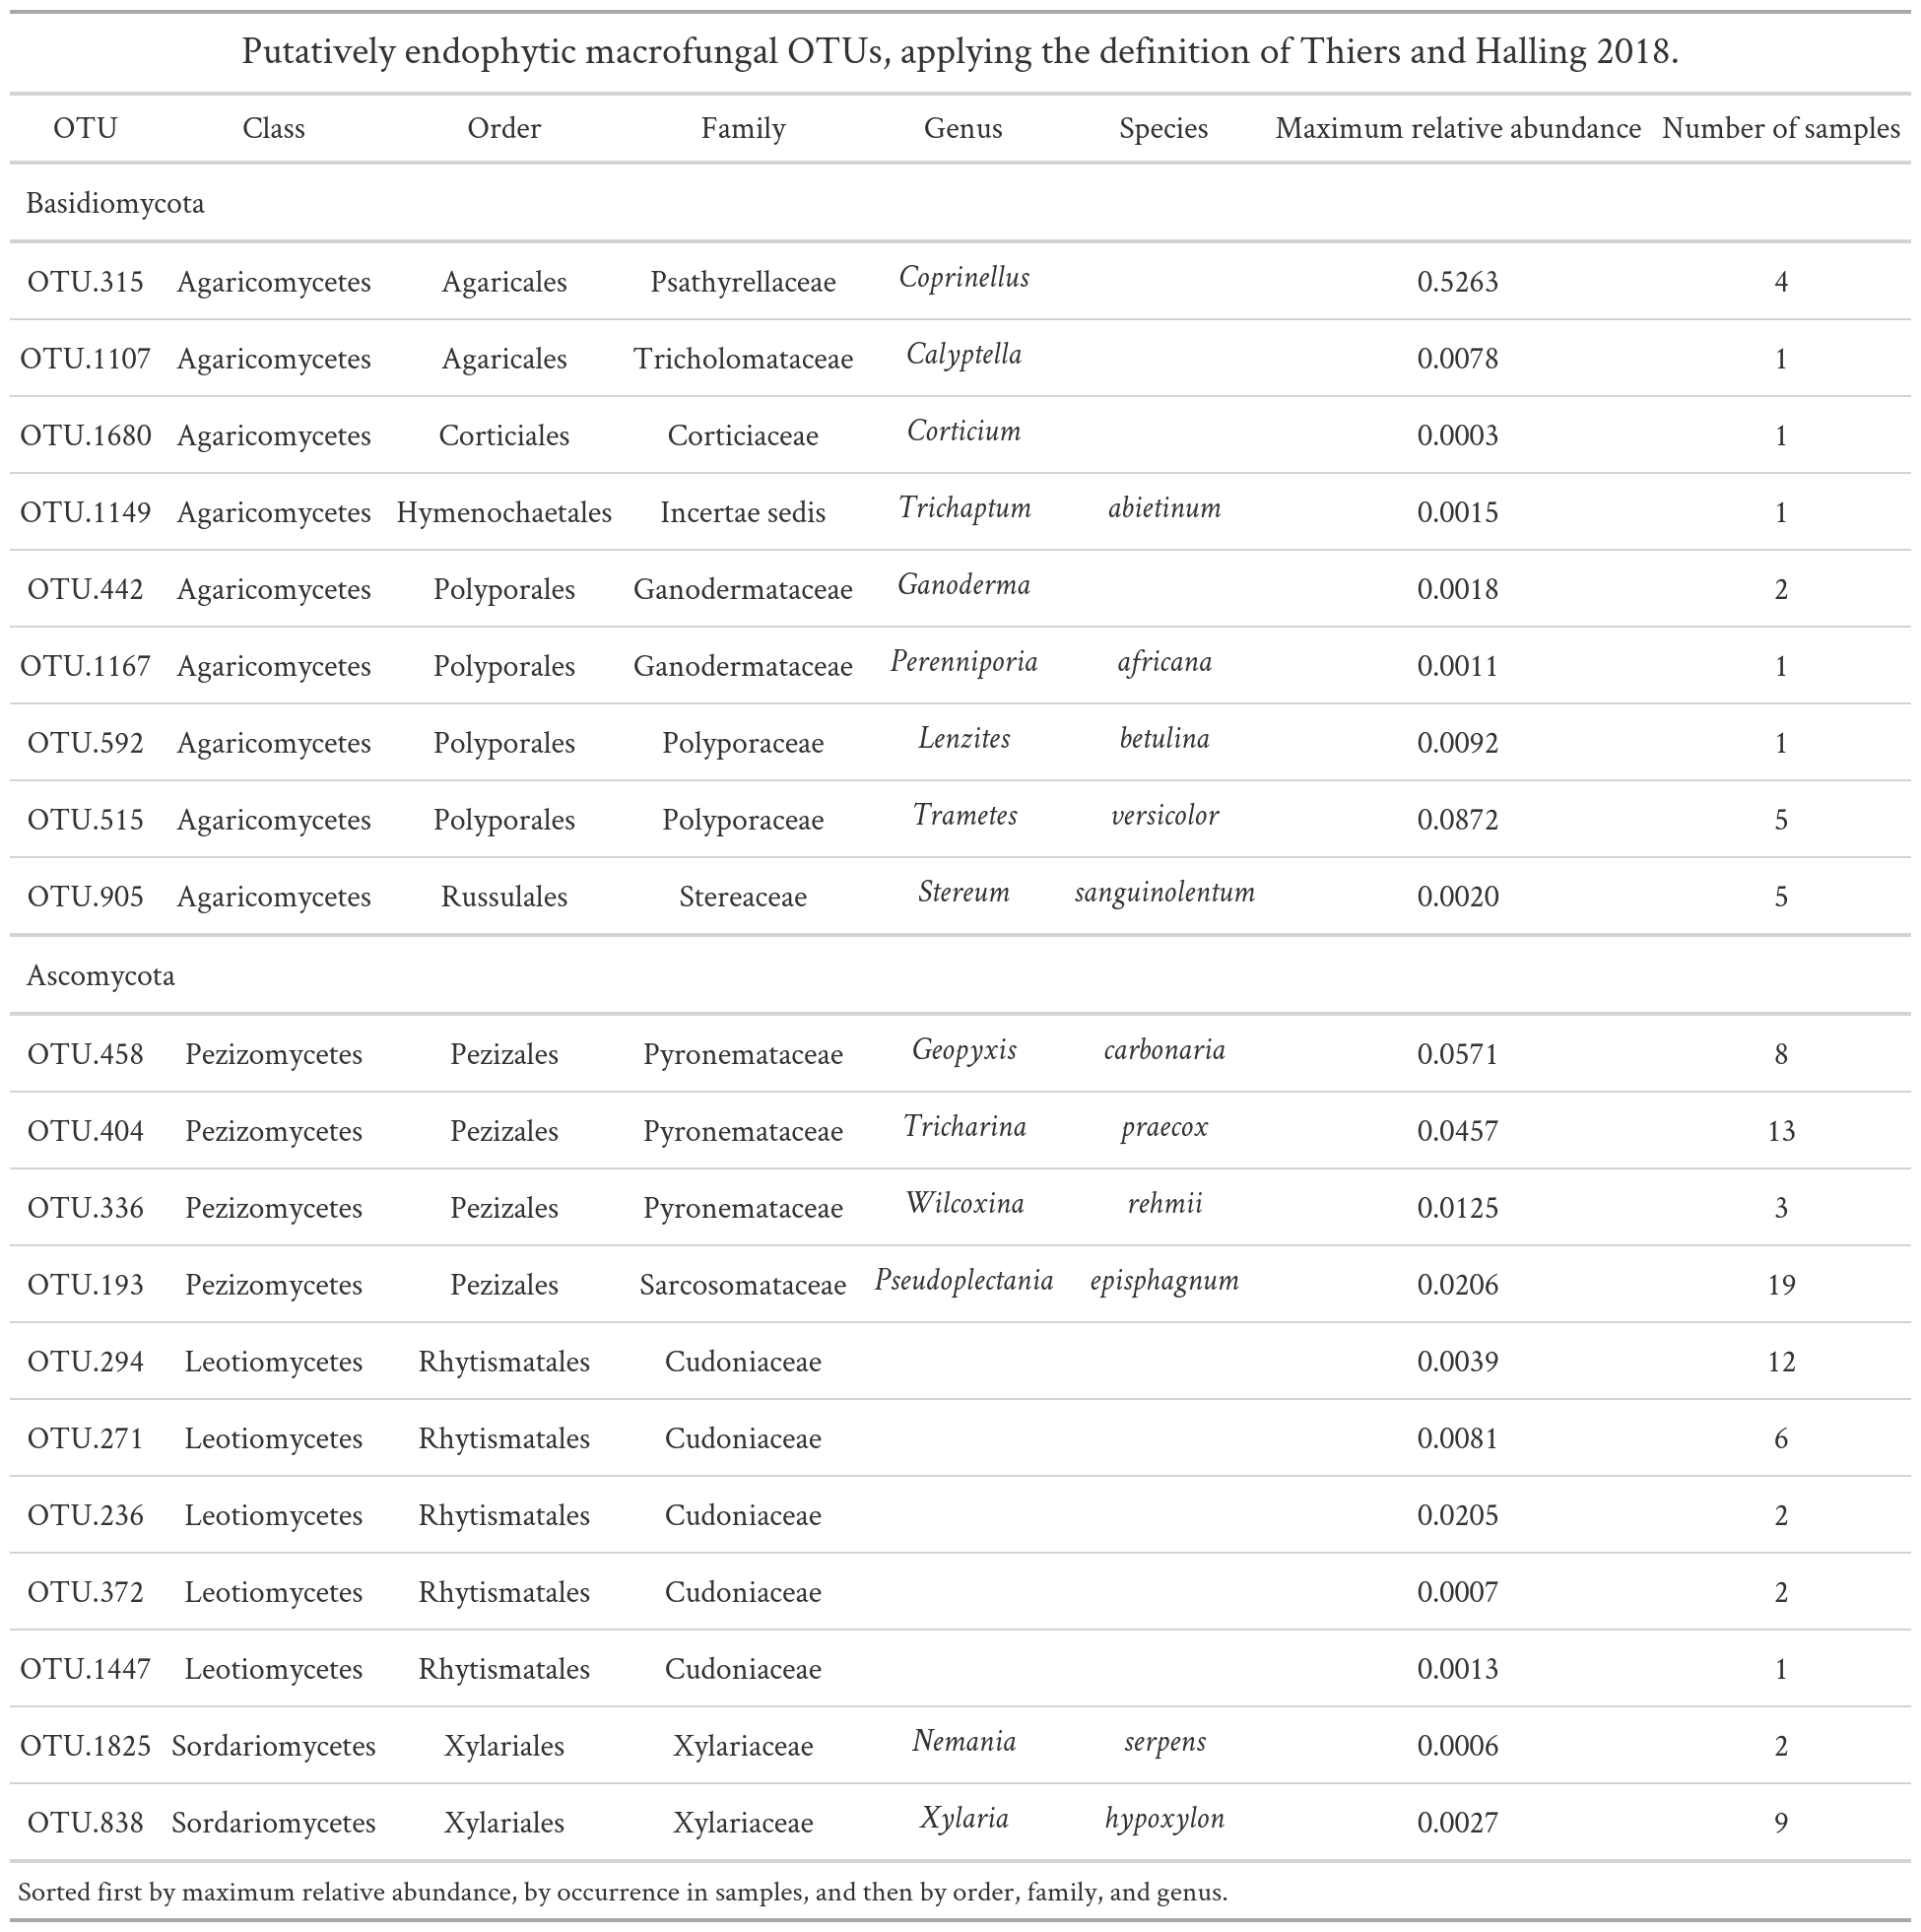 Putatively endophytic macrofungal OTUs, applying the definition of Thiers and Halling 2018.
OTU Class Order Family Genus Species Maximum relative abundance Number of samples
Basidiomycota
OTU.315 Agaricomycetes Agaricales Psathyrellaceae Coprinellus 0.5263 4
OTU.1107 Agaricomycetes Agaricales Tricholomataceae Calyptella 0.0078 1
OTU.1680 Agaricomycetes Corticiales Corticiaceae Corticium 0.0003 1
OTU.1149 Agaricomycetes Hymenochaetales Incertae sedis Trichaptum abietinum 0.0015 1
OTU.442 Agaricomycetes Polyporales Ganodermataceae Ganoderma 0.0018 2
OTU.1167 Agaricomycetes Polyporales Ganodermataceae Perenniporia africana 0.0011 1
OTU.592 Agaricomycetes Polyporales Polyporaceae Lenzites betulina 0.0092 1
OTU.515 Agaricomycetes Polyporales Polyporaceae Trametes versicolor 0.0872 5
OTU.905 Agaricomycetes Russulales Stereaceae Stereum sanguinolentum 0.0020 5
Ascomycota
OTU.458 Pezizomycetes Pezizales Pyronemataceae Geopyxis carbonaria 0.0571 8
OTU.404 Pezizomycetes Pezizales Pyronemataceae Tricharina praecox 0.0457 13
OTU.336 Pezizomycetes Pezizales Pyronemataceae Wilcoxina rehmii 0.0125 3
OTU.193 Pezizomycetes Pezizales Sarcosomataceae Pseudoplectania episphagnum 0.0206 19
OTU.294 Leotiomycetes Rhytismatales Cudoniaceae 0.0039 12
OTU.271 Leotiomycetes Rhytismatales Cudoniaceae 0.0081 6
OTU.236 Leotiomycetes Rhytismatales Cudoniaceae 0.0205 2
OTU.372 Leotiomycetes Rhytismatales Cudoniaceae 0.0007 2
OTU.1447 Leotiomycetes Rhytismatales Cudoniaceae 0.0013 1
OTU.1825 Sordariomycetes Xylariales Xylariaceae Nemania serpens 0.0006 2
OTU.838 Sordariomycetes Xylariales Xylariaceae Xylaria hypoxylon 0.0027 9
Sorted first by maximum relative abundance, by occurrence in samples, and then by order, family, and genus.